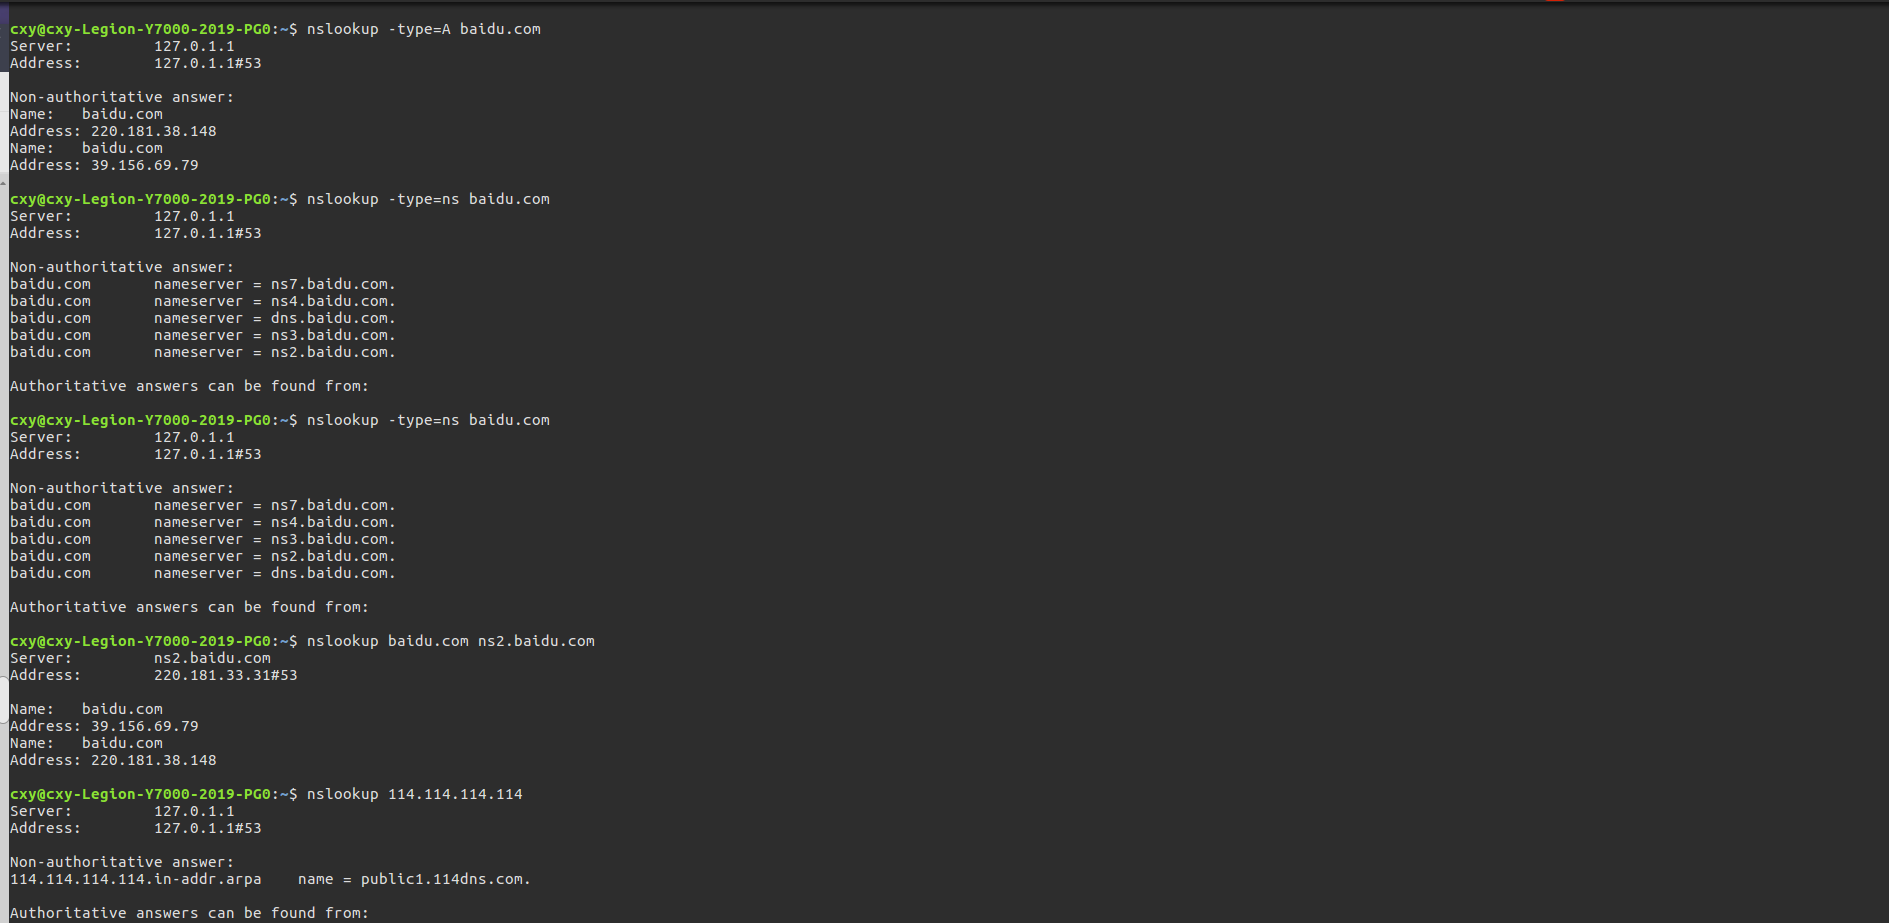 cxy@cxy-Legion-Y7000-2019-PG0:~$ nslookup -type=A baidu.com
Server:         127.0.1.1
Address:        127.0.1.1#53

Non-authoritative answer:
Name:   baidu.com
Address: 220.181.38.148
Name:   baidu.com
Address: 39.156.69.79

cxy@cxy-Legion-Y7000-2019-PG0:~$ nslookup -type=ns baidu.com
Server:         127.0.1.1
Address:        127.0.1.1#53

Non-authoritative answer:
baidu.com       nameserver = ns7.baidu.com.
baidu.com       nameserver = ns4.baidu.com.
baidu.com       nameserver = dns.baidu.com.
baidu.com       nameserver = ns3.baidu.com.
baidu.com       nameserver = ns2.baidu.com.

Authoritative answers can be found from:

cxy@cxy-Legion-Y7000-2019-PG0:~$ nslookup -type=ns baidu.com
Server:         127.0.1.1
Address:        127.0.1.1#53

Non-authoritative answer:
baidu.com       nameserver = ns7.baidu.com.
baidu.com       nameserver = ns4.baidu.com.
baidu.com       nameserver = ns3.baidu.com.
baidu.com       nameserver = ns2.baidu.com.
baidu.com       nameserver = dns.baidu.com.

Authoritative answers can be found from:

cxy@cxy-Legion-Y7000-2019-PG0:~$ nslookup baidu.com ns2.baidu.com
Server:         ns2.baidu.com
Address:        220.181.33.31#53

Name:   baidu.com
Address: 39.156.69.79
Name:   baidu.com
Address: 220.181.38.148

cxy@cxy-Legion-Y7000-2019-PG0:~$ nslookup 114.114.114.114
Server:         127.0.1.1
Address:        127.0.1.1#53

Non-authoritative answer:
114.114.114.114.in-addr.arpa    name = public1.114dns.com.

Authoritative answers can be found from: